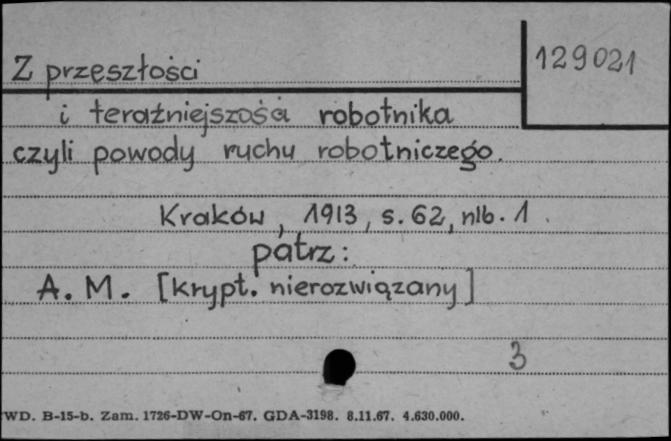 129021
Z przeszłości
i teraźniejszości robotnika
czyli powody ruchu robotniczego.
Kraków, 1913, s. 62, nlb. 1.
patrz:
A. M. [krypt. nierozwiązany]
3
WD. B-15-b. Zam. 1726-DW-On-67. GDA-3198. 8.11.67. 4.630.000.